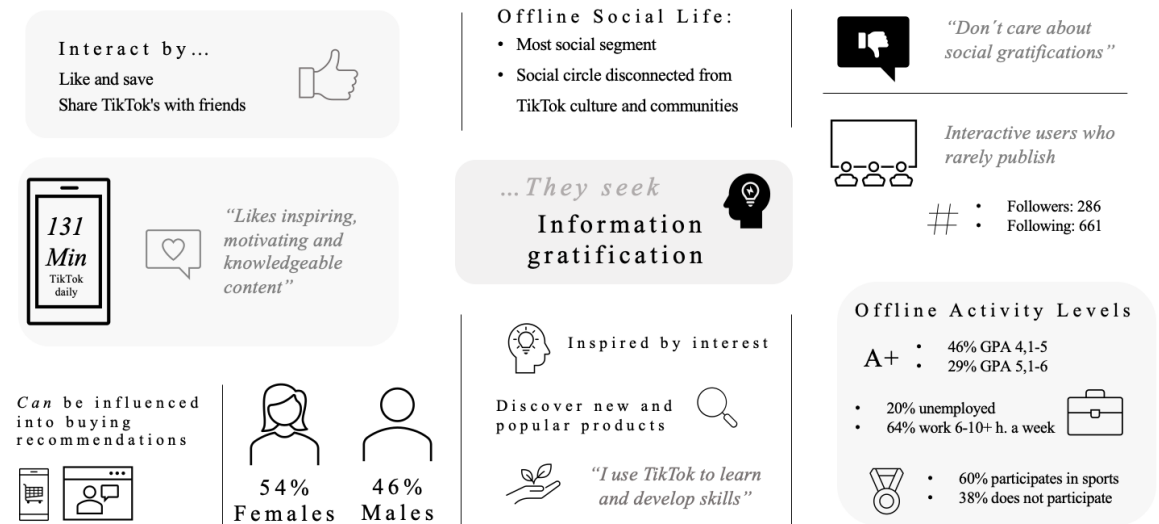 Interact by…
Like and save
Share TikTok's with friends
131
Min
TikTok
daily
“Likes inspiring,
motivating and
knowledgeable
content”
Can be influenced
into buying
recommendations
54%
Females
46%
Males
Offline Social Life:
• Most social segment
• Social circle disconnected from
TikTok culture and communities
…They seek
Information
gratification
Inspired by interest
Discover new and
popular products
“I use TikTok to learn
and develop skills”
“Don´t care about
social gratifications”
Interactive users who
rarely publish
#
• Followers: 286
• Following: 661
Offline Activity Levels
A+
• 46% GPA 4,1-5
• 29% GPA 5,1-6
• 20% unemployed
• 64% work 6-10+ h. a week
• 60% participates in sports
• 38% does not participate